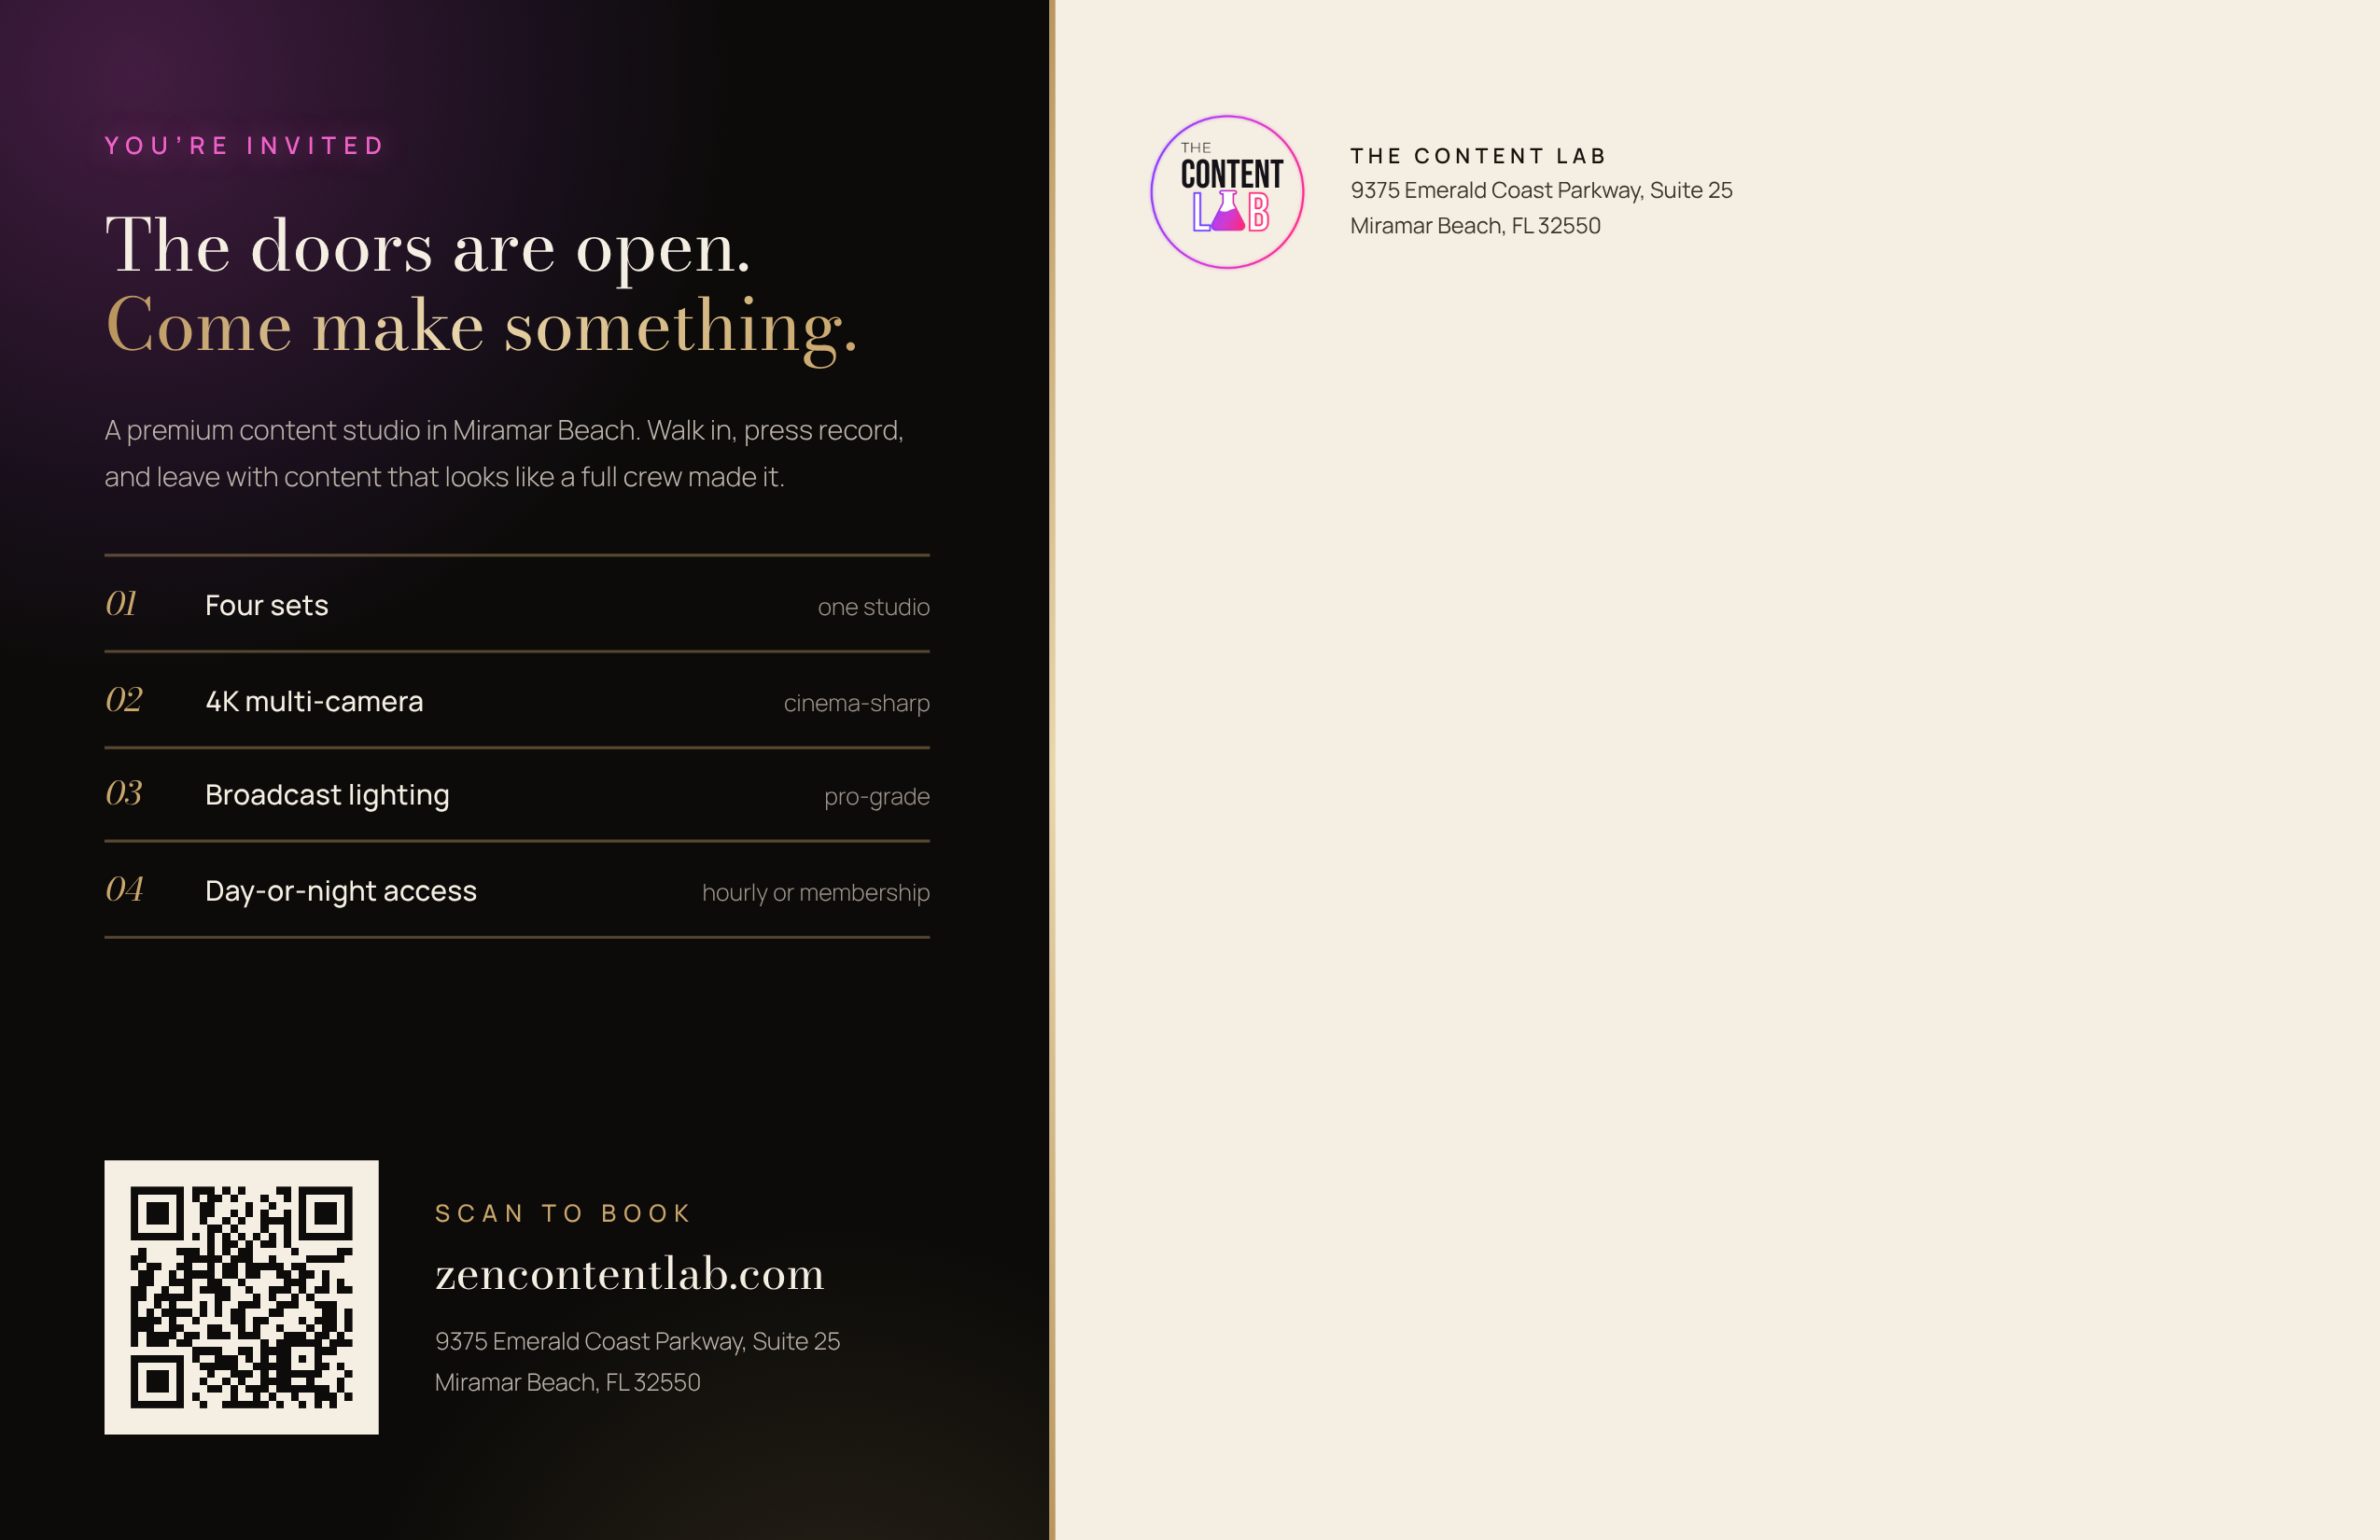 YOU’RE INVITED
The doors are open.
Come make something.
A premium content studio in Miramar Beach. Walk in, press record,
and leave with content that looks like a full crew made it.
01 Four sets one studio
02 4K multi-camera cinema-sharp
03 Broadcast lighting pro-grade
04 Day-or-night access hourly or membership
SCAN TO BOOK
zencontentlab.com
9375 Emerald Coast Parkway, Suite 25
Miramar Beach, FL 32550
THE
CONTENT
LAB
THE CONTENT LAB
9375 Emerald Coast Parkway, Suite 25
Miramar Beach, FL 32550